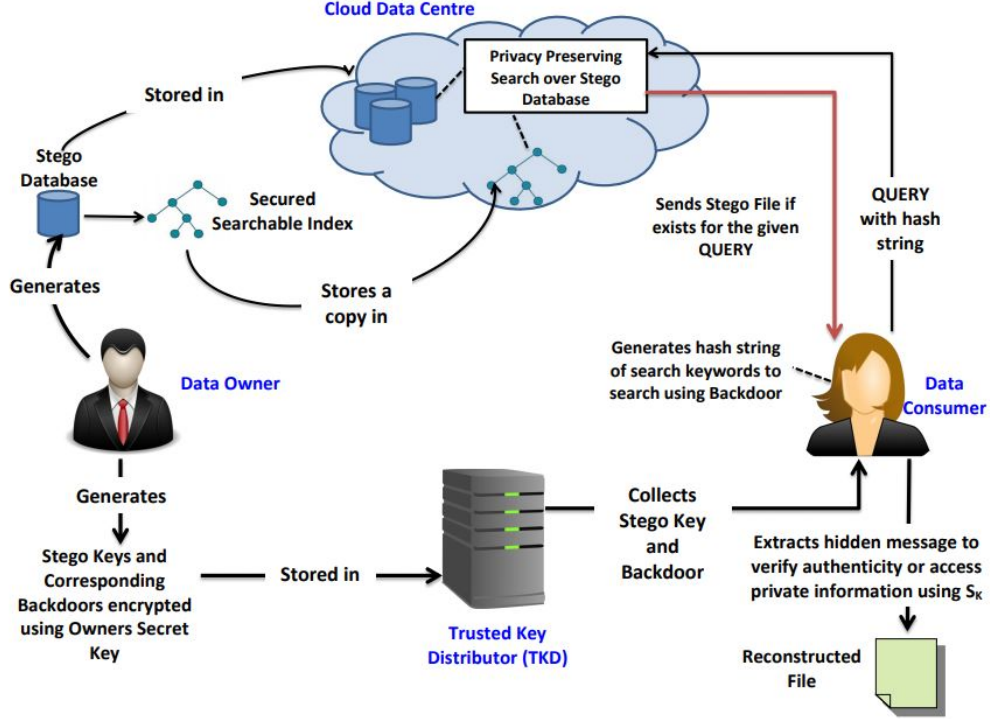 Cloud Data Centre
Privacy Preserving
Search over Stego
Database
Stored in
Stego
Database
Secured
Searchable Index
Sends Stego File if
exists for the given
QUERY
QUERY
with hash
string
Generates
Stores a
copy in
Generates hash string
of search keywords to
search using Backdoor
Data Owner
Data
Consumer
Generates
Collects
Stego Key
and
Backdoor
Stego Keys and
Corresponding
Backdoors encrypted
using Owners Secret
Key
Stored in
Extracts hidden message to
verify authenticity or access
private information using Sₖ
Trusted Key
Distributor (TKD)
Reconstructed
File